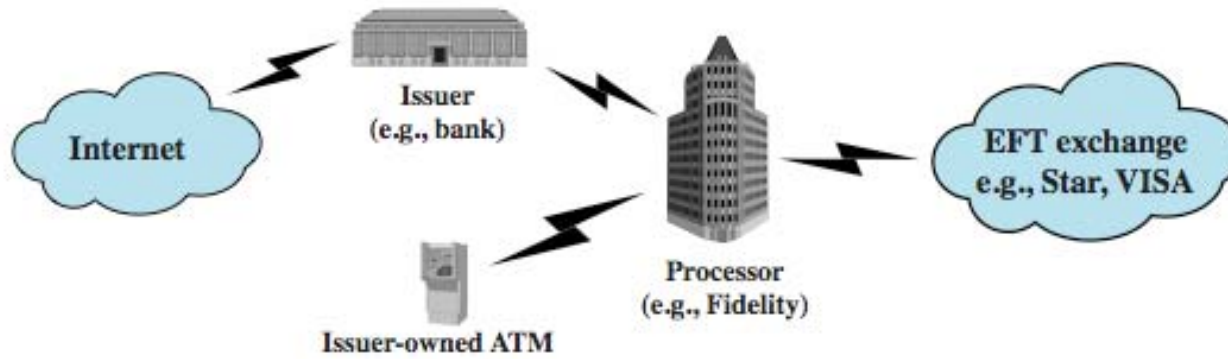 Internet
Issuer
(e.g., bank)
EFT exchange
e.g., Star, VISA
Processor
(e.g., Fidelity)
Issuer-owned ATM